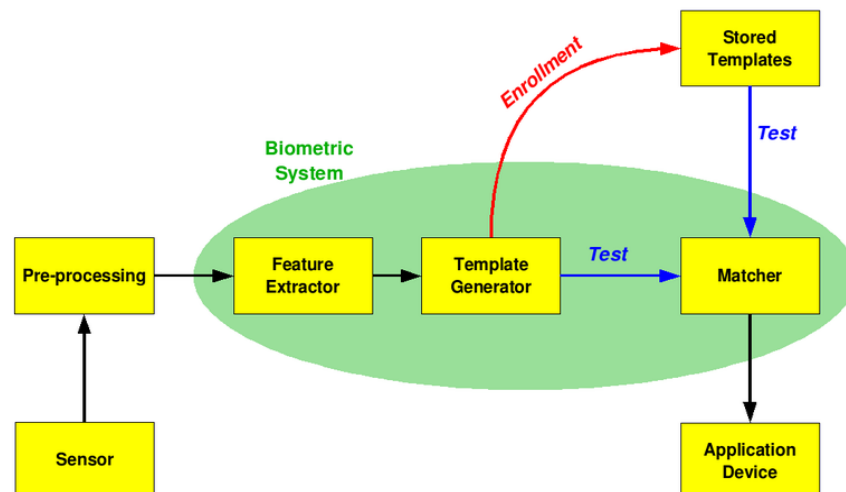 Stored
Templates
Enrollment
Test
Biometric
System
Pre-processing
Feature
Extractor
Template
Generator
Test
Matcher
Sensor
Application
Device